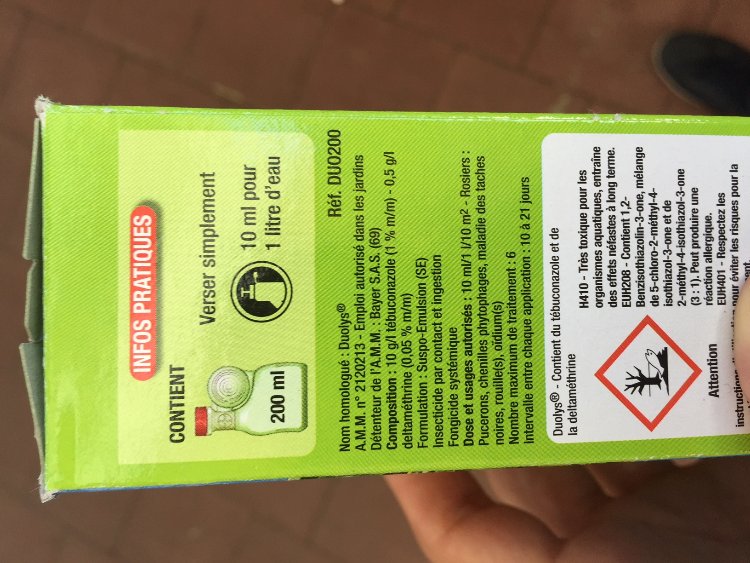 INFOS PRATIQUES
CONTIENT
200 ml
Verser simplement
10 ml pour
1 litre d'eau
Réf. DUO200
Nom homologué : Duolys®
A.M.M. n° 2120213 - Emploi autorisé dans les jardins
Détenteur de l'A.M.M. : Bayer S.A.S. (69)
Composition : 10 g/l tébuconazole (1 % m/m) - 0,5 g/l
deltaméthrine (0,05 % m/m)
Formulation : Suspo-Emulsion (SE)
Insecticide par contact et ingestion
Fongicide systémique
Dose et usages autorisés : 10 ml/1 l/10 m² - Rosiers :
Pucerons, chenilles phytophages, maladie des taches
noires, rouille(s), oïdium(s)
Nombre maximum de traitement : 6
Intervalle entre chaque application : 10 à 21 jours
Duolys® - Contient du tébuconazole et de
la deltaméthrine
Attention
H410 - Très toxique pour les
organismes aquatiques, entraîne
des effets néfastes à long terme.
EUH208 - Contient 1,2-
Benzisothiazolin-3-one, mélange
de 5-chloro-2-méthyl-4-
isothiazol-3-one et de
2-méthyl-4-isothiazol-3-one
(3 : 1). Peut produire une
réaction allergique.
EUH401 - Respectez les
instructions pour éviter les risques pour la